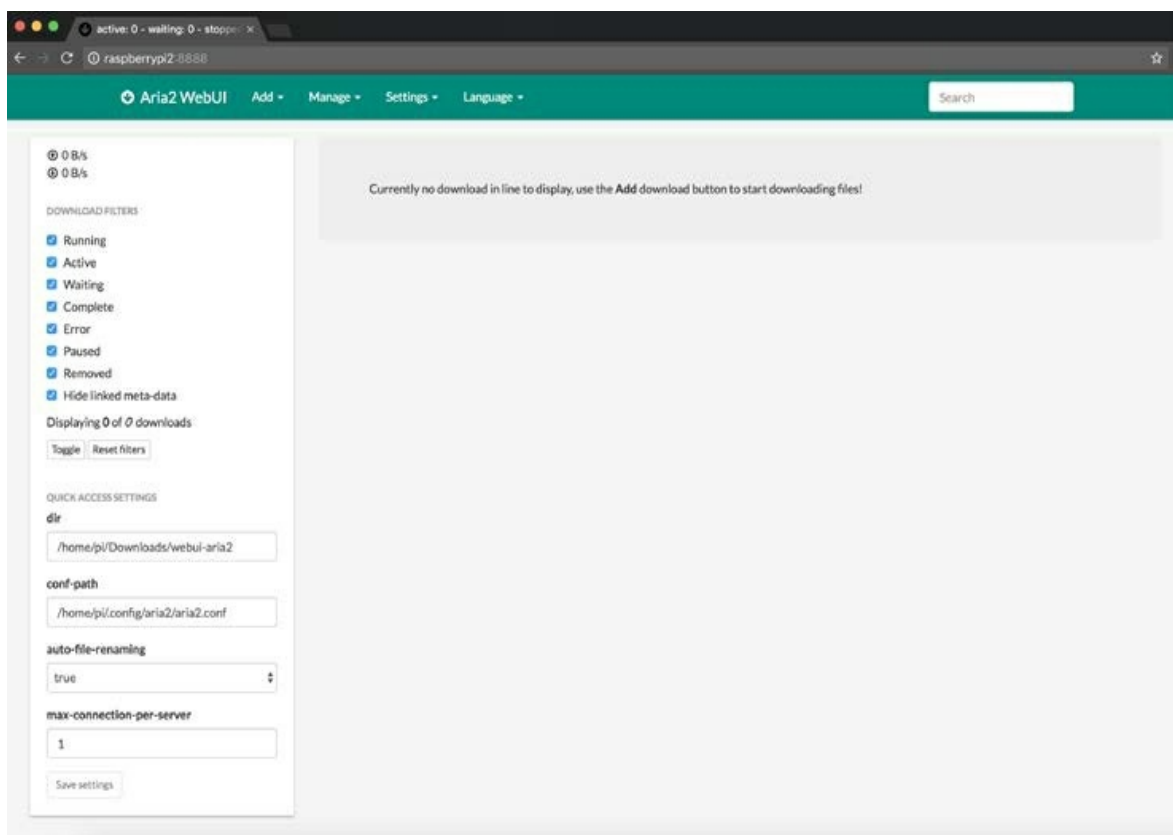 active: 0 - waiting: 0 - stoppe
raspberrypi2:8888
Aria2 WebUI Add Manage Settings Language Search
0 B/s
0 B/s
Currently no download in line to display, use the Add download button to start downloading files!
DOWNLOAD FILTERS
Running
Active
Waiting
Complete
Error
Paused
Removed
Hide linked meta-data
Displaying 0 of 0 downloads
Toggle Reset filters
QUICK ACCESS SETTINGS
dir
/home/pi/Downloads/webui-aria2
conf-path
/home/pi/.config/aria2/aria2.conf
auto-file-renaming
true
max-connection-per-server
1
Save settings